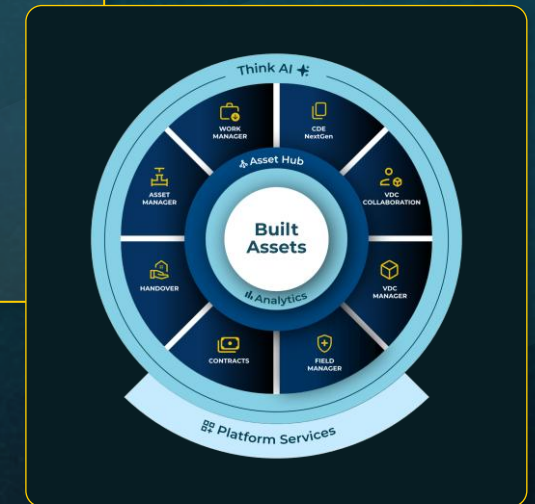 Think AI
WORK
MANAGER
CDE
NextGen
Asset Hub
ASSET
MANAGER
VDC
COLLABORATION
Built
Assets
HANDOVER
VDC
MANAGER
Analytics
CONTRACTS
FIELD
MANAGER
Platform Services